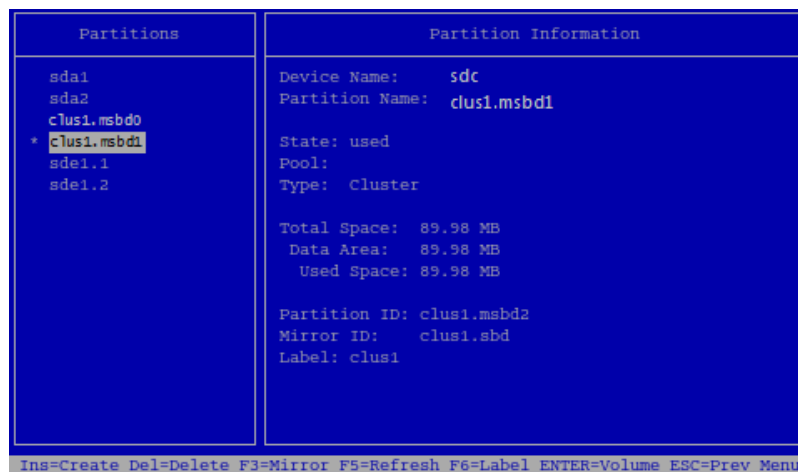 Partitions
sda1
sda2
clus1.msbd0
* clus1.msbd1
sde1.1
sde1.2
Partition Information
Device Name: sdc
Partition Name: clus1.msbd1
State: used
Pool:
Type: Cluster
Total Space: 89.98 MB
Data Area: 89.98 MB
Used Space: 89.98 MB
Partition ID: clus1.msbd2
Mirror ID: clus1.sbd
Label: clus1
Ins=Create Del=Delete F3=Mirror F5=Refresh F6=Label ENTER=Volume ESC=Prev Menu